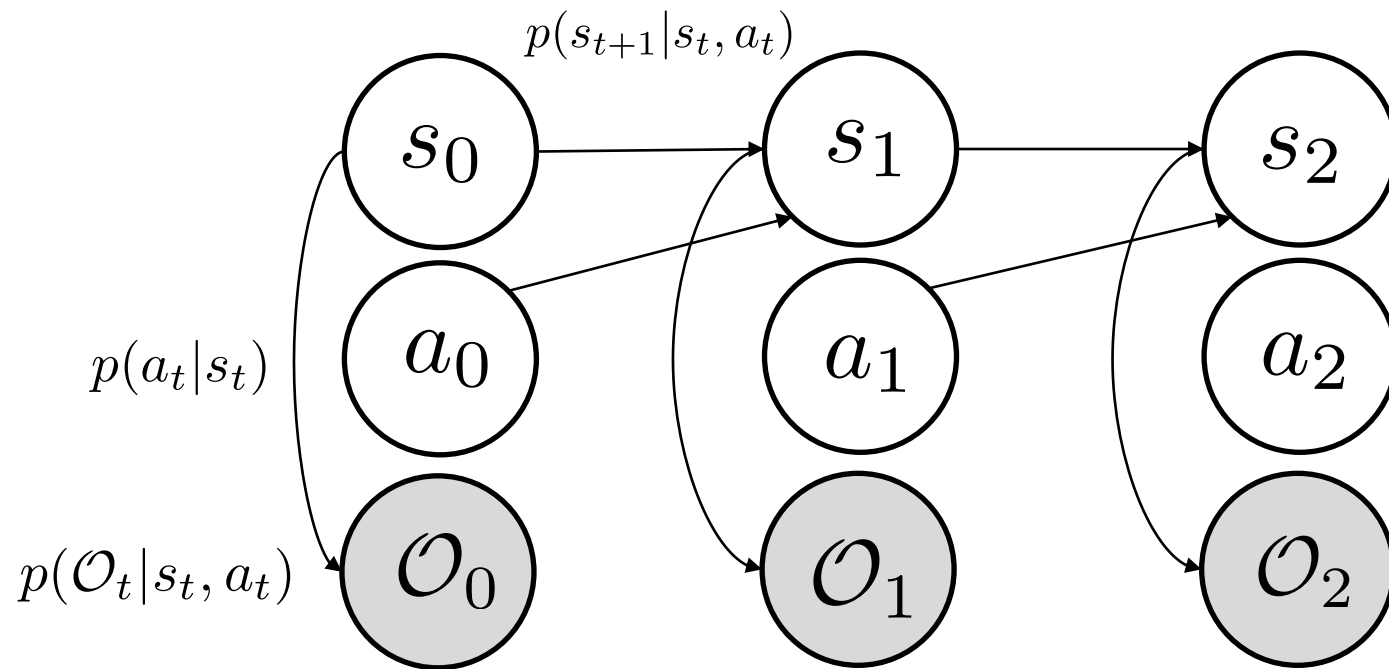 p(s_{t+1}|s_t, a_t)
s_0
s_1
s_2
a_0
a_1
a_2
p(a_t|s_t)
𝒪_0
𝒪_1
𝒪_2
p(𝒪_t|s_t, a_t)